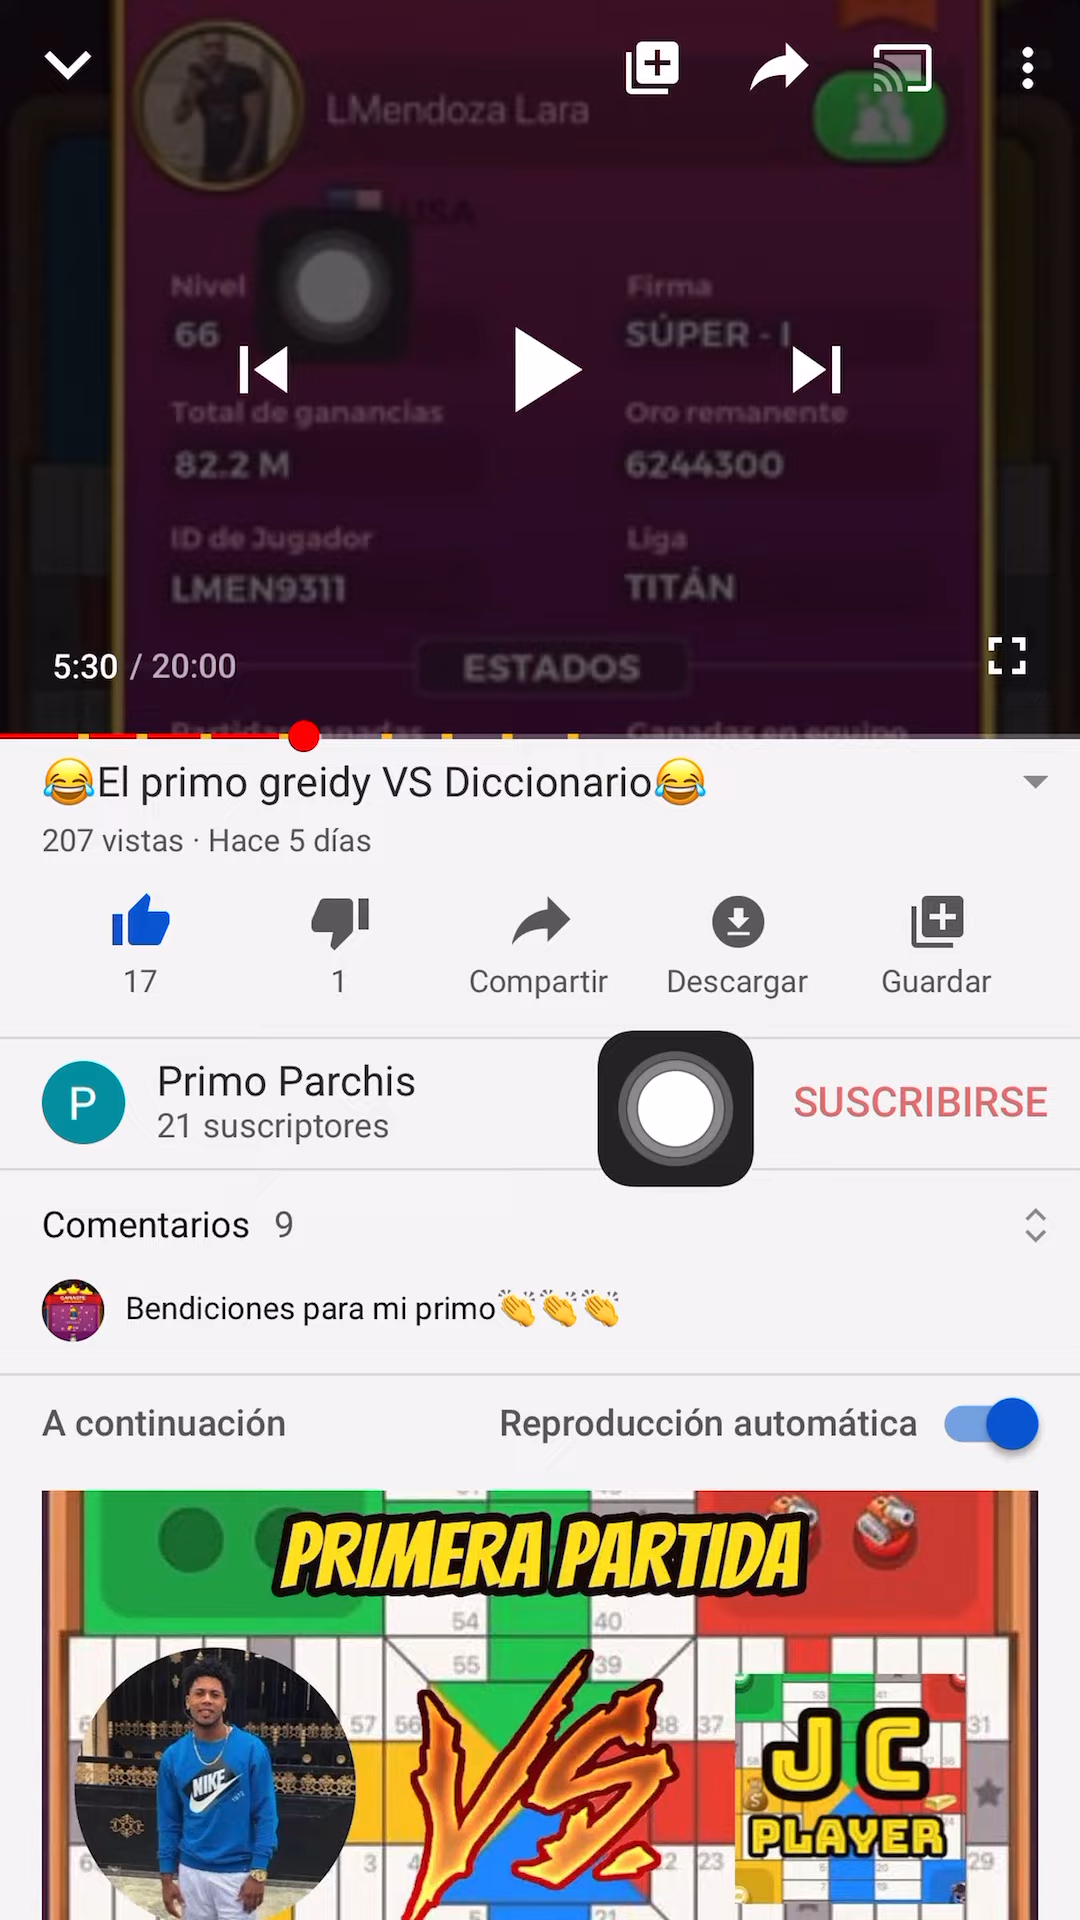 LMendoza Lara
USA
Nivel
Firma
66
SÚPER - I
Total de ganancias
Oro remanente
82.2 M
6244300
ID de Jugador
Liga
LMEN9311
TITÁN
5:30 / 20:00
ESTADOS
Partidas ganadas
Ganadas en equipo
😂El primo greidy VS Diccionario😂
207 vistas · Hace 5 días
17
1
Compartir
Descargar
Guardar
P
Primo Parchis
21 suscriptores
SUSCRIBIRSE
Comentarios 9
Bendiciones para mi primo👏👏👏
A continuación
Reproducción automática
PRIMERA PARTIDA
54
40
55
39
57
56
38
37
31
VS.
NIKE
JC
PLAYER
3
4
22
23
29
5
21